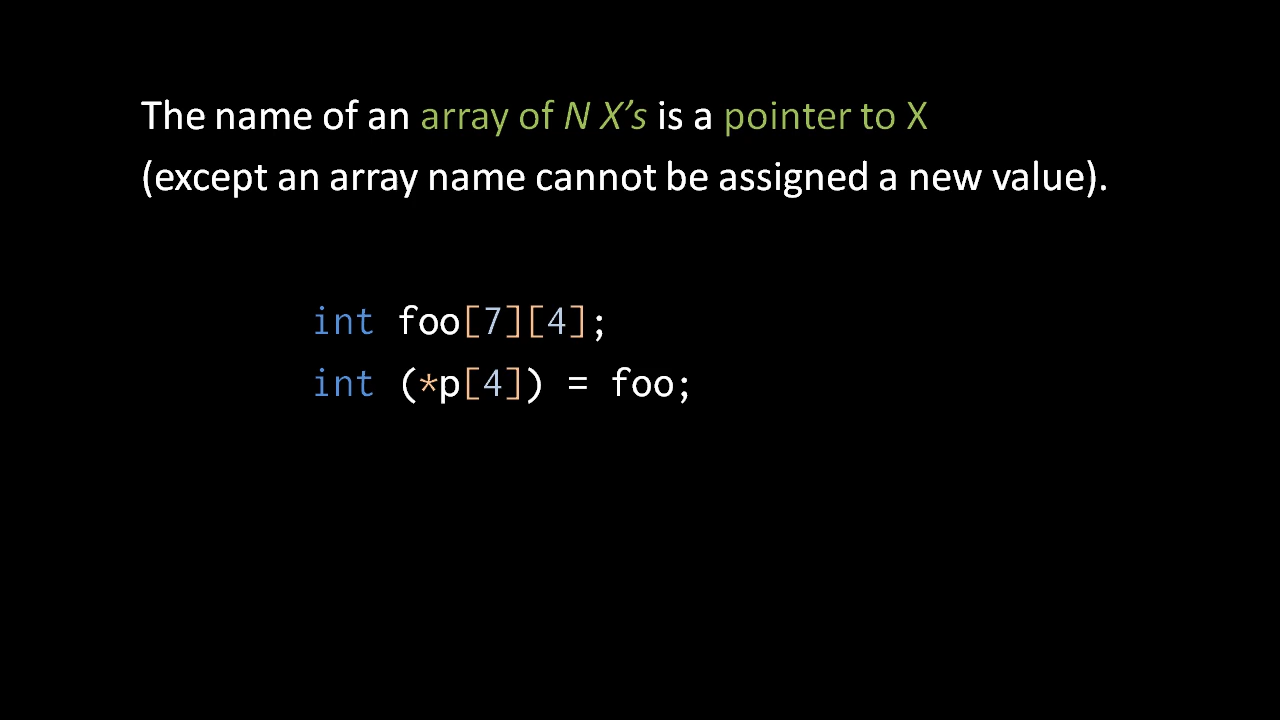 The name of an array of N X’s is a pointer to X
(except an array name cannot be assigned a new value).
int foo[7][4];
int (*p[4]) = foo;